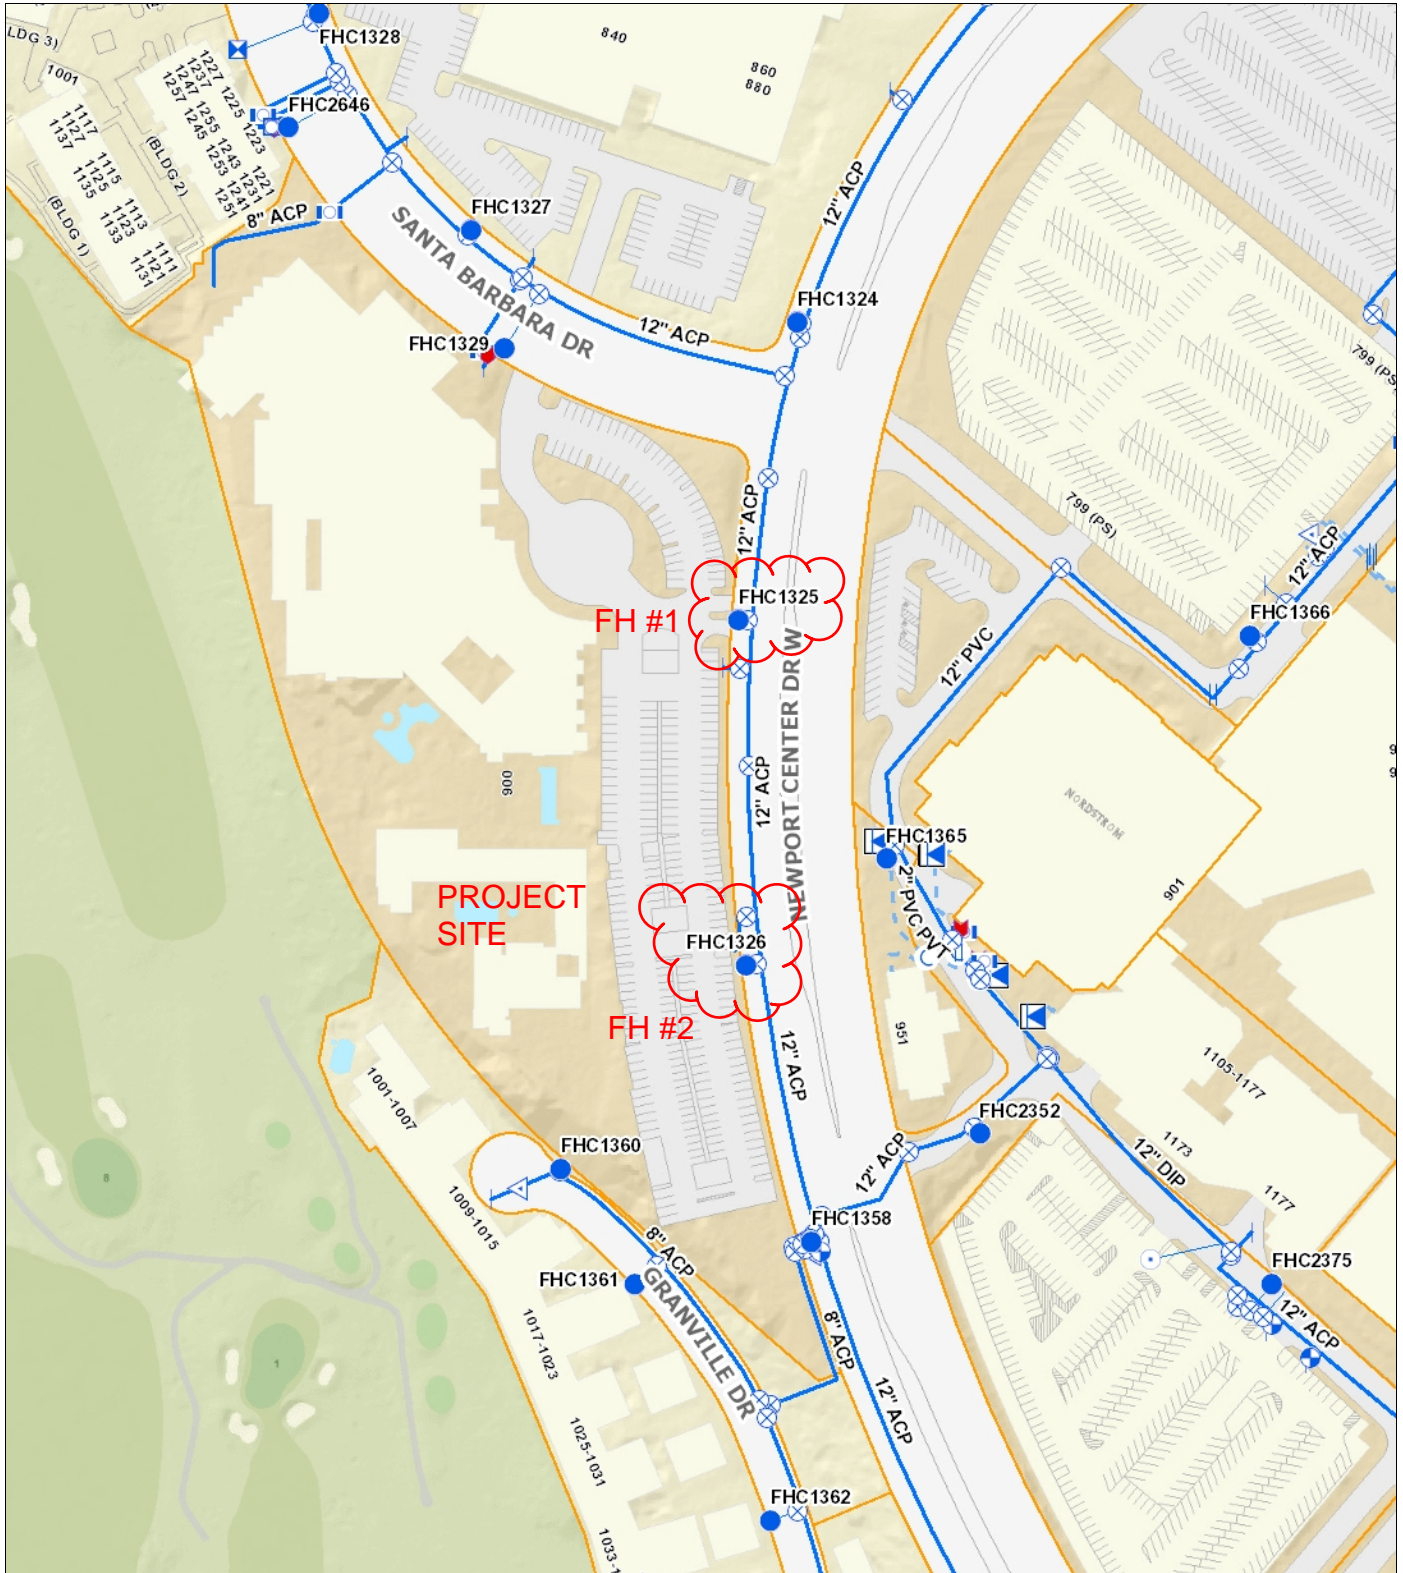 LDG 3)
1001
1227
1237
1247
1257
1225
1255
1245
1223
1243
1253
1221
1231
1241
1251
(BLDG 2)
1117
1127
1137
1115
1125
1135
1113
1123
1133
1111
1121
1131
(BLDG 1)
FHC1328
FHC2646
8" ACP
840
860
880
FHC1327
SANTA BARBARA DR
12" ACP
FHC1329
12" ACP
FHC1324
799 (PS)
799 (PS)
12" ACP
FHC1325
FH #1
12" PVC
12" ACP
FHC1366
NEWPORT CENTER DR W
12" ACP
900
NORDSTROM
901
FHC1365
2" PVC PVT
PROJECT
SITE
FHC1326
FH #2
951
12" ACP
1105-1177
FHC2352
1173
12" DIP
1177
12" ACP
1001-1007
FHC1360
8
1009-1015
8" ACP
FHC1358
FHC1361
GRANVILLE DR
FHC2375
12" ACP
8" ACP
12" ACP
1017-1023
1
1025-1031
FHC1362
1033-1